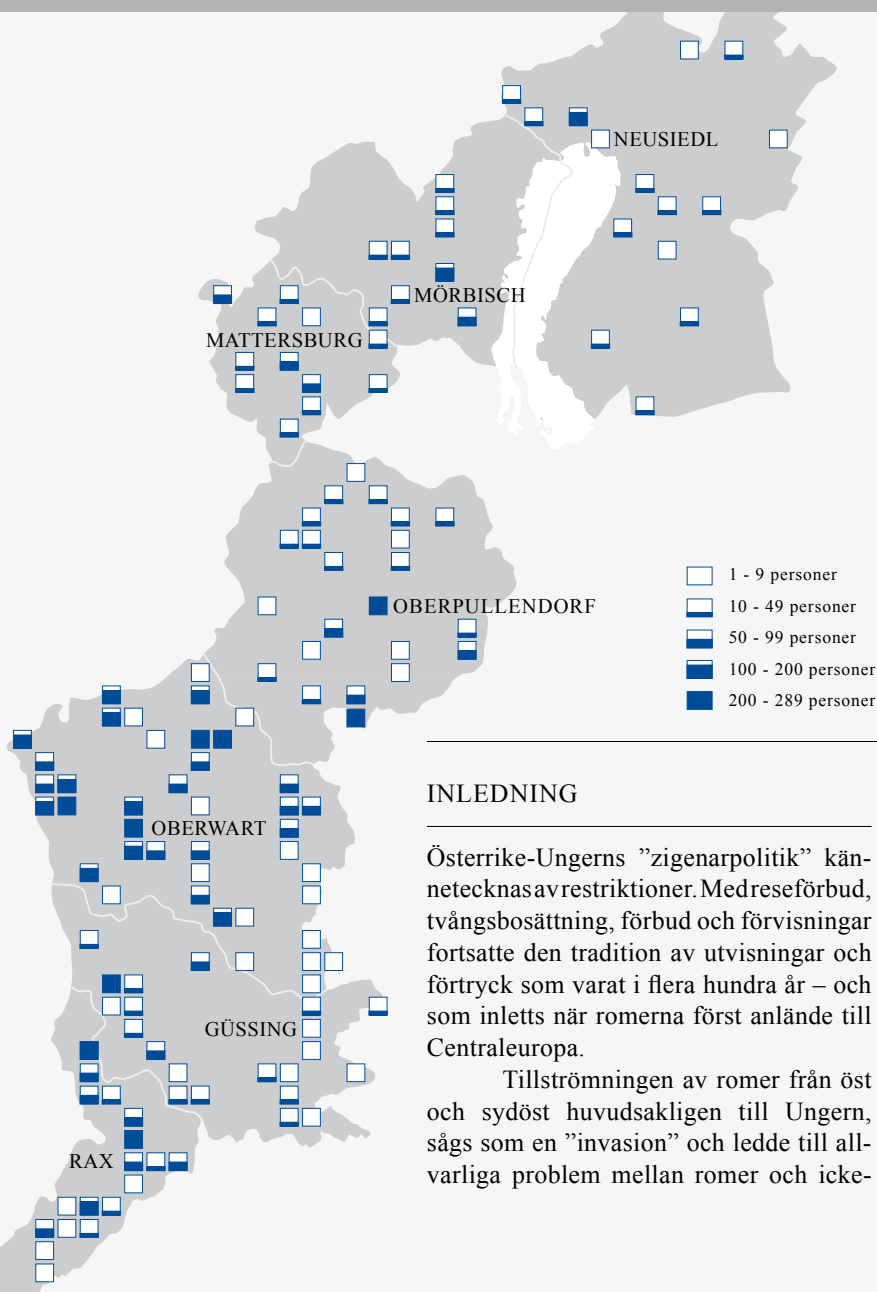 NEUSIEDL
MÖRBISCH
MATTERSBURG
OBERPULLENDORF
OBERWART
GÜSSING
RAX
1 - 9 personer
10 - 49 personer
50 - 99 personer
100 - 200 personer
200 - 289 personer
INLEDNING
Österrike-Ungerns ”zigenarpolitik” kän-
netecknas av restriktioner. Med reseförbud,
tvångsbosättning, förbud och förvisningar
fortsatte den tradition av utvisningar och
förtryck som varat i flera hundra år – och
som inletts när romerna först anlände till
Centraleuropa.
Tillströmningen av romer från öst
och sydöst huvudsakligen till Ungern,
sågs som en ”invasion” och ledde till all-
varliga problem mellan romer och icke-